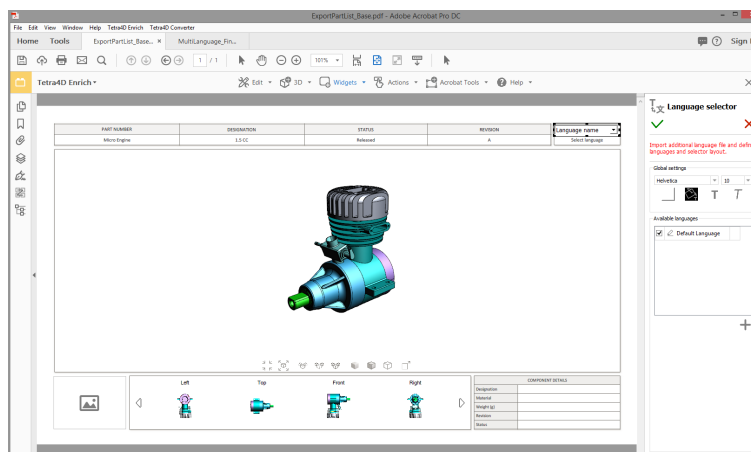 ExportPartList_Base.pdf - Adobe Acrobat Pro DC
File Edit View Window Help Tetra4D Enrich Tetra4D Converter
Home Tools ExportPartList_Base... × MultiLanguage_Fin... Sign
1 / 1 101%
Tetra4D Enrich Edit 3D Widgets Actions Acrobat Tools Help
Language selector
Import additional language file and defin
languages and selector layout.
Global settings
Helvetica 10
T T
Available languages
Default Language
PART NUMBER DESIGNATION STATUS REVISION Language name
Micro Engine 1.5 CC Released A Select language
Left Top Front Right
COMPONENT DETAILS
Designation
Material
Weight (g)
Revision
Status